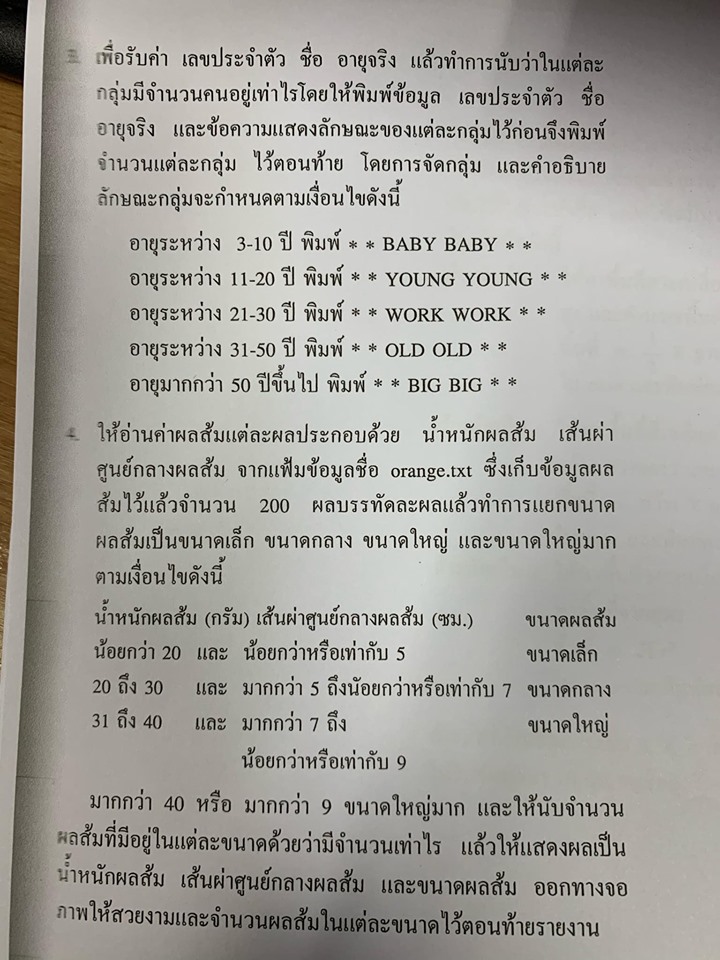 3. เพื่อรับค่า เลขประจำตัว ชื่อ อายุจริง แล้วทำการนับว่าในแต่ละ
กลุ่มมีจำนวนคนอยู่เท่าไรโดยให้พิมพ์ข้อมูล เลขประจำตัว ชื่อ
อายุจริง และข้อความแสดงลักษณะของแต่ละกลุ่มไว้ก่อนจึงพิมพ์
จำนวนแต่ละกลุ่ม ไว้ตอนท้าย โดยการจัดกลุ่ม และคำอธิบาย
ลักษณะกลุ่มจะกำหนดตามเงื่อนไขดังนี้
อายุระหว่าง 3-10 ปี พิมพ์ * * BABY BABY * *
อายุระหว่าง 11-20 ปี พิมพ์ * * YOUNG YOUNG * *
อายุระหว่าง 21-30 ปี พิมพ์ * * WORK WORK * *
อายุระหว่าง 31-50 ปี พิมพ์ * * OLD OLD * *
อายุมากกว่า 50 ปีขึ้นไป พิมพ์ * * BIG BIG * *
4. ให้อ่านค่าผลส้มแต่ละผลประกอบด้วย น้ำหนักผลส้ม เส้นผ่า
ศูนย์กลางผลส้ม จากแฟ้มข้อมูลชื่อ orange.txt ซึ่งเก็บข้อมูลผล
ส้มไว้แล้วจำนวน 200 ผลบรรทัดละผลแล้วทำการแยกขนาด
ผลส้มเป็นขนาดเล็ก ขนาดกลาง ขนาดใหญ่ และขนาดใหญ่มาก
ตามเงื่อนไขดังนี้
น้ำหนักผลส้ม (กรัม) เส้นผ่าศูนย์กลางผลส้ม (ซม.) ขนาดผลส้ม
น้อยกว่า 20 และ น้อยกว่าหรือเท่ากับ 5 ขนาดเล็ก
20 ถึง 30 และ มากกว่า 5 ถึงน้อยกว่าหรือเท่ากับ 7 ขนาดกลาง
31 ถึง 40 และ มากกว่า 7 ถึง ขนาดใหญ่
น้อยกว่าหรือเท่ากับ 9
มากกว่า 40 หรือ มากกว่า 9 ขนาดใหญ่มาก และให้นับจำนวน
ผลส้มที่มีอยู่ในแต่ละขนาดด้วยว่ามีจำนวนเท่าไร แล้วให้แสดงผลเป็น
น้ำหนักผลส้ม เส้นผ่าศูนย์กลางผลส้ม และขนาดผลส้ม ออกทางจอ
ภาพให้สวยงามและจำนวนผลส้มในแต่ละขนาดไว้ตอนท้ายรายงาน